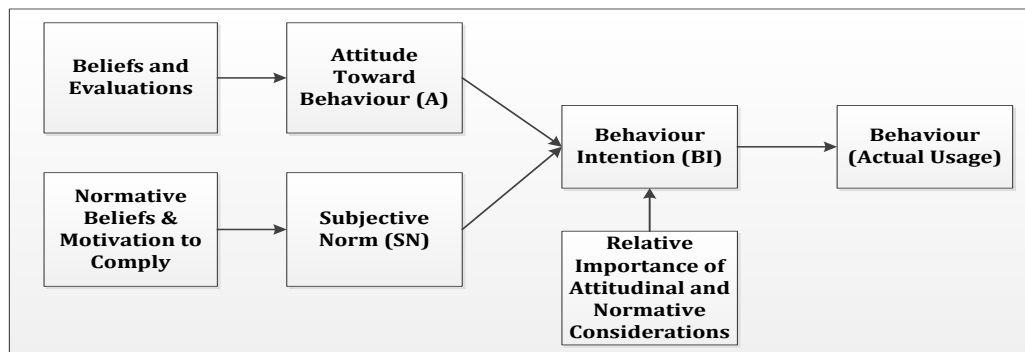 Beliefs and
Evaluations
Attitude
Toward
Behaviour (A)
Normative
Beliefs &
Motivation to
Comply
Subjective
Norm (SN)
Behaviour
Intention (BI)
Behaviour
(Actual Usage)
Relative
Importance of
Attitudinal and
Normative
Considerations